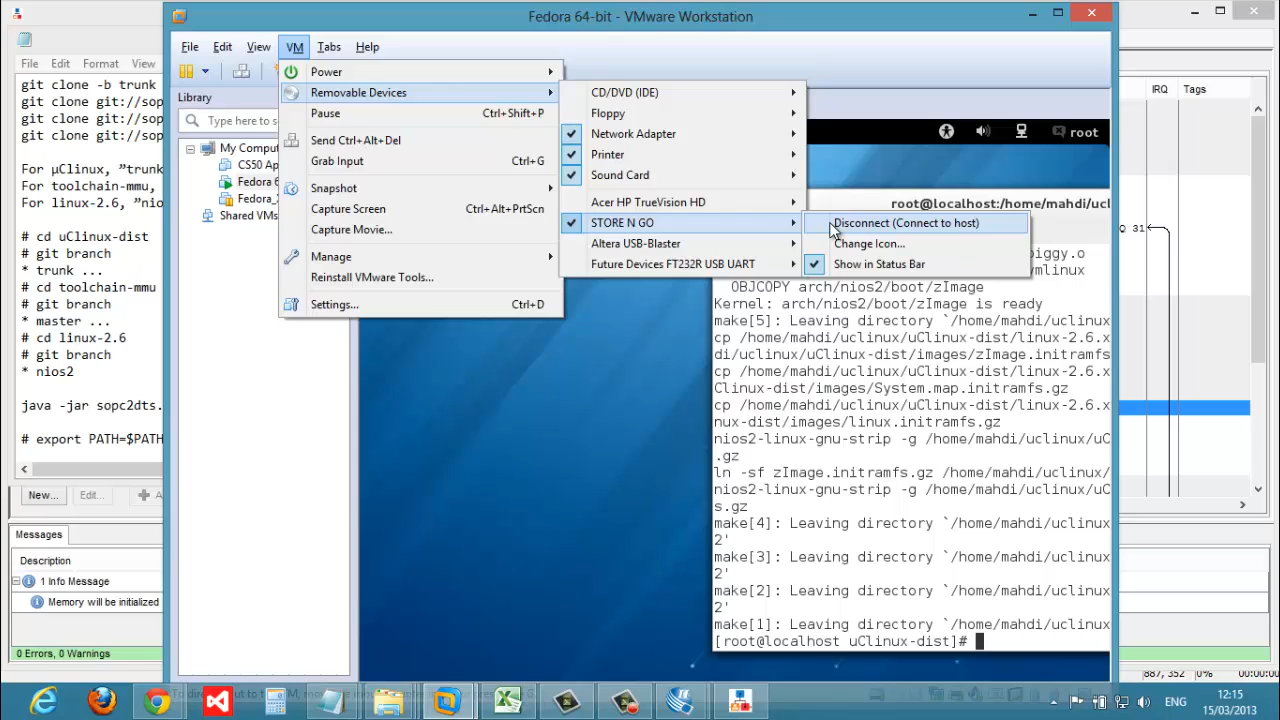 Fedora 64-bit - VMware Workstation
File Edit View VM Tabs Help
Library
Type here to s
My Compu
CS50 Ap
Fedora 6
Fedora_
Shared VMs
Power
Removable Devices
Pause Ctrl+Shift+P
Send Ctrl+Alt+Del
Grab Input Ctrl+G
Snapshot
Capture Screen Ctrl+Alt+PrtScn
Capture Movie...
Manage
Reinstall VMware Tools...
Settings... Ctrl+D
CD/DVD (IDE)
Floppy
Network Adapter
Printer
Sound Card
Acer HP TrueVision HD
STORE N GO
Altera USB-Blaster
Future Devices FT232R USB UART
Disconnect (Connect to host)
Change Icon...
Show in Status Bar
File Edit Format View
git clone -b trunk
git clone git://sop
git clone git://sop
git clone git://sop
For µClinux, ”trunk
For toolchain-mmu,
For linux-2.6, ”nio
# cd uClinux-dist
# git branch
* trunk ...
# cd toolchain-mmu
# git branch
* master ...
# cd linux-2.6
# git branch
* nios2
java -jar sopc2dts.
# export PATH=$PATH
New... Edit...
Messages
Description
1 Info Message
Memory will be initialized
0 Errors, 0 Warnings
root
root@localhost:/home/mahdi/ucl
piggy.o
mlinux
OBJCOPY arch/nios2/boot/zImage
Kernel: arch/nios2/boot/zImage is ready
make[5]: Leaving directory `/home/mahdi/uclinux
cp /home/mahdi/uclinux/uClinux-dist/linux-2.6.x
di/uclinux/uClinux-dist/images/zImage.initramfs
cp /home/mahdi/uclinux/uClinux-dist/linux-2.6.x
Clinux-dist/images/System.map.initramfs.gz
cp /home/mahdi/uclinux/uClinux-dist/linux-2.6.x
nux-dist/images/linux.initramfs.gz
nios2-linux-gnu-strip -g /home/mahdi/uclinux/uC
.gz
ln -sf zImage.initramfs.gz /home/mahdi/uclinux/
nios2-linux-gnu-strip -g /home/mahdi/uclinux/uC
s.gz
make[4]: Leaving directory `/home/mahdi/uclinux
2'
make[3]: Leaving directory `/home/mahdi/uclinux
2'
make[2]: Leaving directory `/home/mahdi/uclinux
2'
make[1]: Leaving directory `/home/mahdi/uclinux
[root@localhost uClinux-dist]#
IRQ Tags
IRQ 31
887, 352 0% 00:00:0
ENG
12:15
15/03/2013